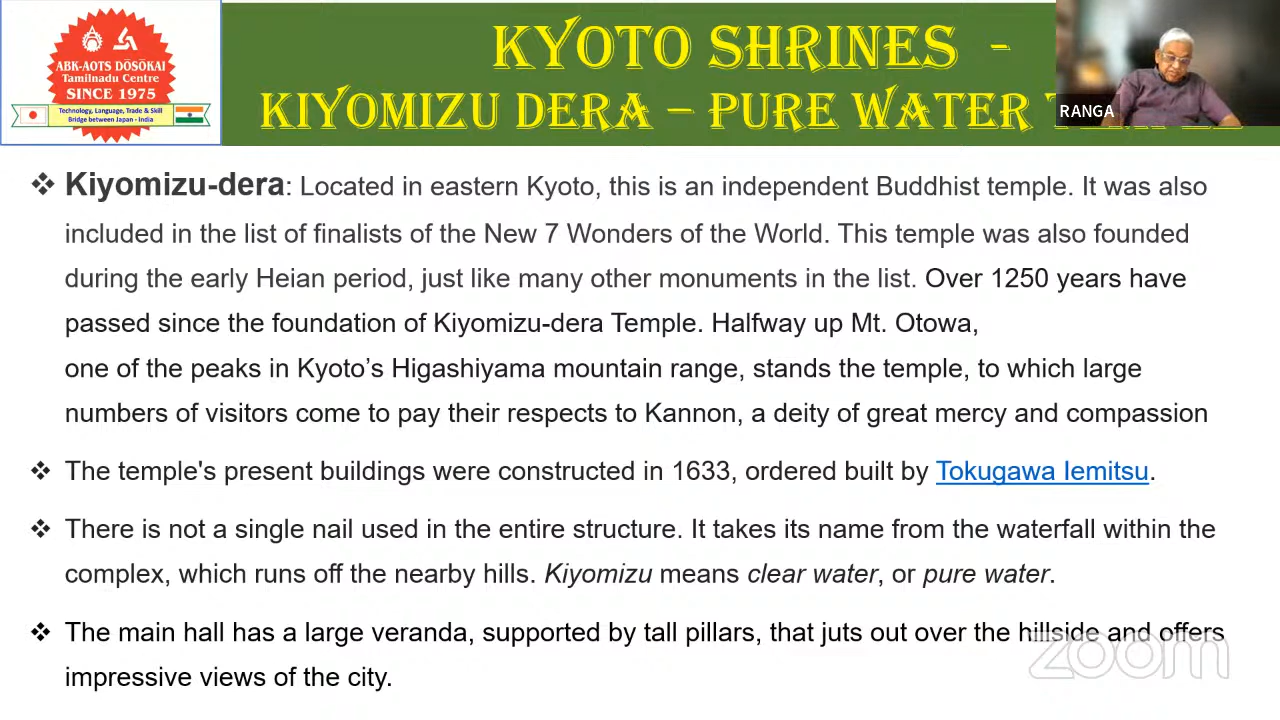 ABK-AOTS DŌSŌKAI
Tamilnadu Centre
SINCE 1975
Technology, Language, Trade & Skill
Bridge between Japan - India
KYOTO SHRINES -
KIYOMIZU DERA – PURE WATER
RANGA
❖ Kiyomizu-dera: Located in eastern Kyoto, this is an independent Buddhist temple. It was also
included in the list of finalists of the New 7 Wonders of the World. This temple was also founded
during the early Heian period, just like many other monuments in the list. Over 1250 years have
passed since the foundation of Kiyomizu-dera Temple. Halfway up Mt. Otowa,
one of the peaks in Kyoto's Higashiyama mountain range, stands the temple, to which large
numbers of visitors come to pay their respects to Kannon, a deity of great mercy and compassion
❖ The temple's present buildings were constructed in 1633, ordered built by Tokugawa Iemitsu.
❖ There is not a single nail used in the entire structure. It takes its name from the waterfall within the
complex, which runs off the nearby hills. Kiyomizu means clear water, or pure water.
❖ The main hall has a large veranda, supported by tall pillars, that juts out over the hillside and offers
impressive views of the city.
zoom